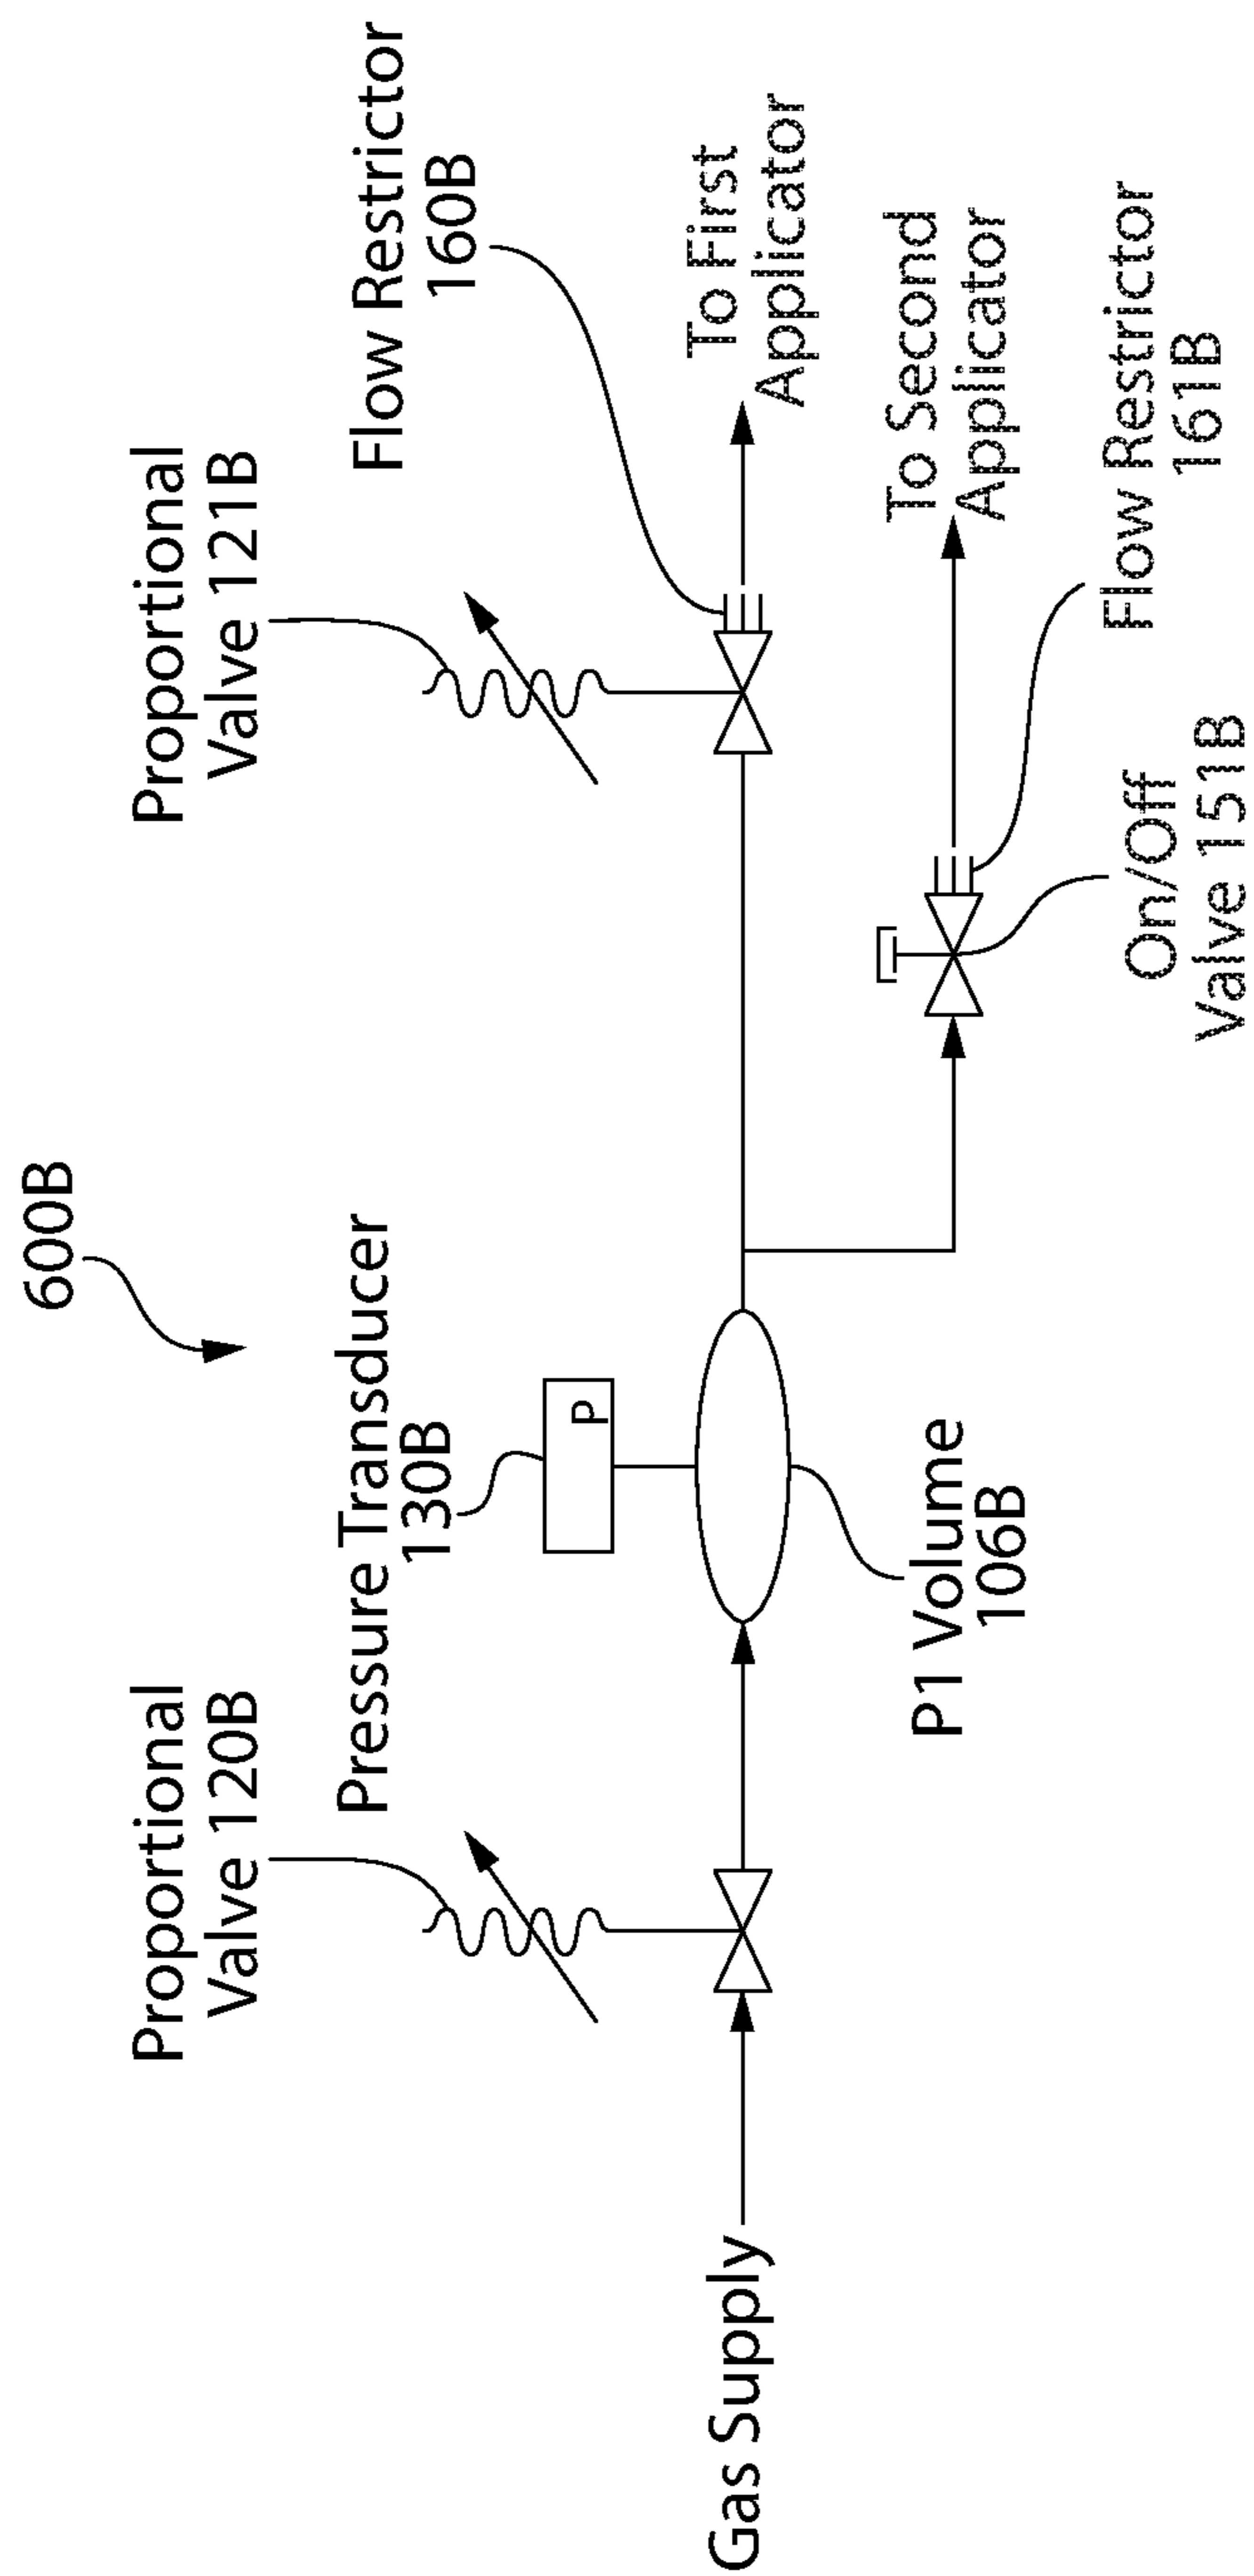 600B
Proportional
Valve 120B
Proportional
Valve 121B
Pressure Transducer
130B
P
Flow Restrictor
160B
Gas Supply
P1 Volume
106B
To First
Applicator
To Second
Applicator
Flow Restrictor
161B
On/Off
Valve 151B